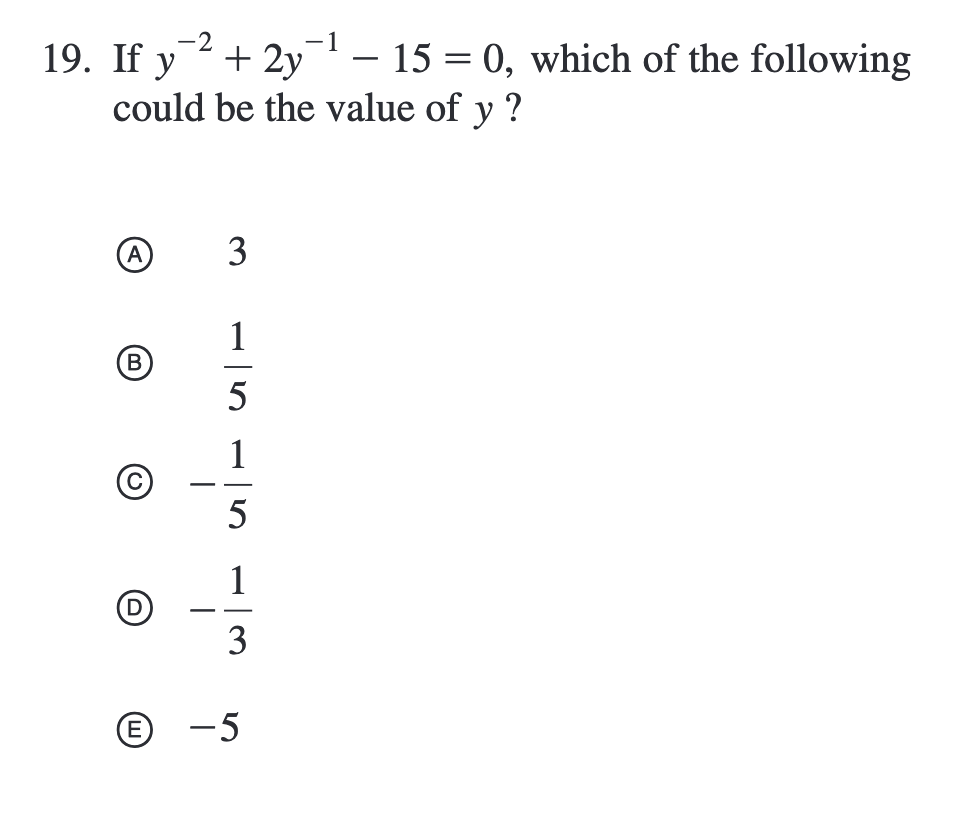 19. If y⁻² + 2y⁻¹ − 15 = 0, which of the following
could be the value of y ?
Ⓐ 3
Ⓑ 1/5
Ⓒ −1/5
Ⓓ −1/3
Ⓔ −5